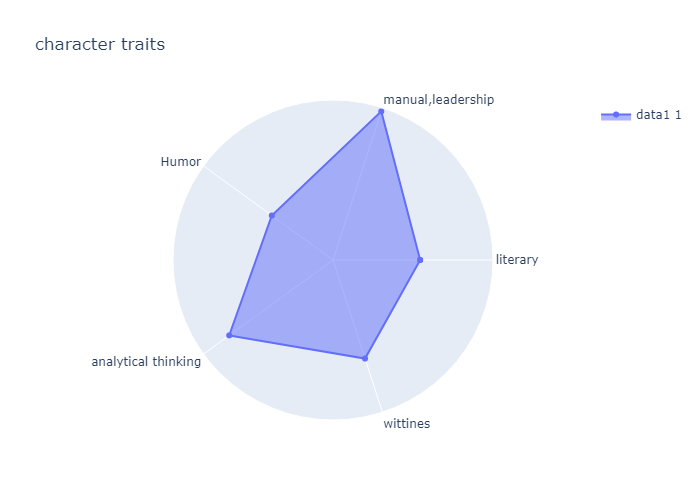 character traits
manual,leadership
data1 1
Humor
literary
analytical thinking
wittines